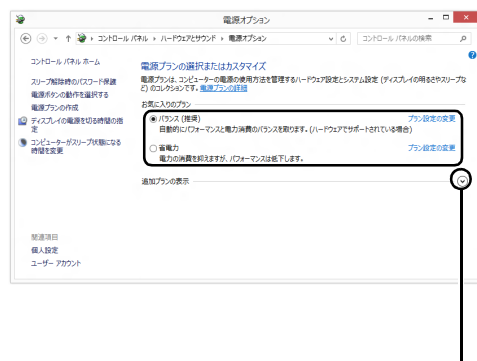 電源オプション
コントロール パネル ▸ ハードウェアとサウンド ▸ 電源オプション
コントロール パネルの検索
コントロール パネル ホーム
スリープ解除時のパスワード保護
電源ボタンの動作を選択する
電源プランの作成
ディスプレイの電源を切る時間の指
定
コンピューターがスリープ状態になる
時間を変更
関連項目
個人設定
ユーザー アカウント
電源プランの選択またはカスタマイズ
電源プランは、コンピューターの電源の使用方法を管理するハードウェア設定とシステム設定 (ディスプレイの明るさやスリープな
ど) のコレクションです。電源プランの詳細
お気に入りのプラン
バランス (推奨) プラン設定の変更
自動的にパフォーマンスと電力消費のバランスを取ります。(ハードウェアでサポートされている場合)
省電力 プラン設定の変更
電力の消費を抑えますが、パフォーマンスは低下します。
追加プランの表示